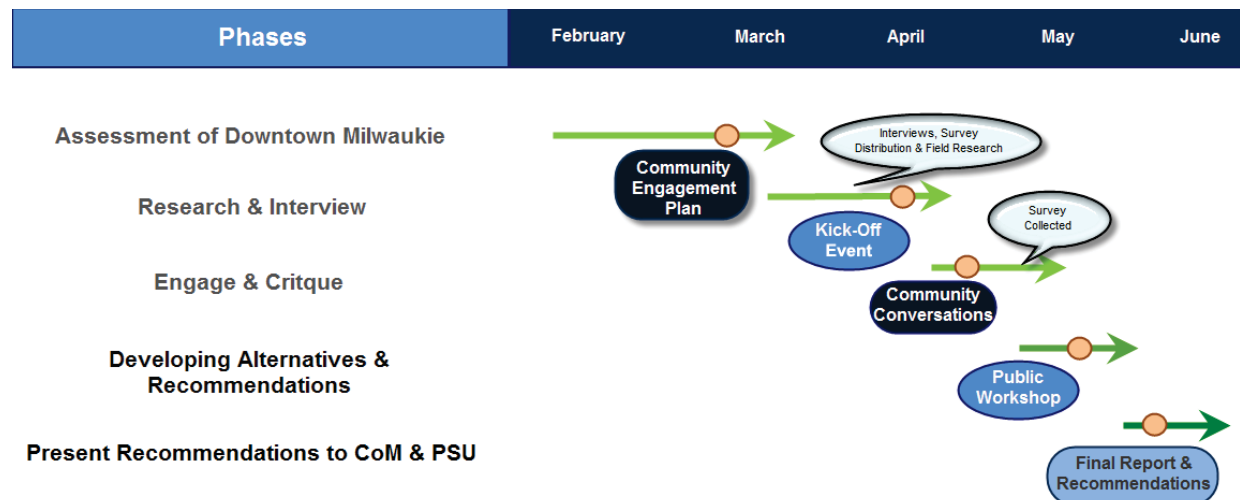 Phases
February
March
April
May
June
Assessment of Downtown Milwaukie
Interviews, Survey
Distribution & Field Research
Community
Engagement
Plan
Research & Interview
Survey
Collected
Kick-Off
Event
Engage & Critque
Community
Conversations
Developing Alternatives &
Recommendations
Public
Workshop
Present Recommendations to CoM & PSU
Final Report &
Recommendations